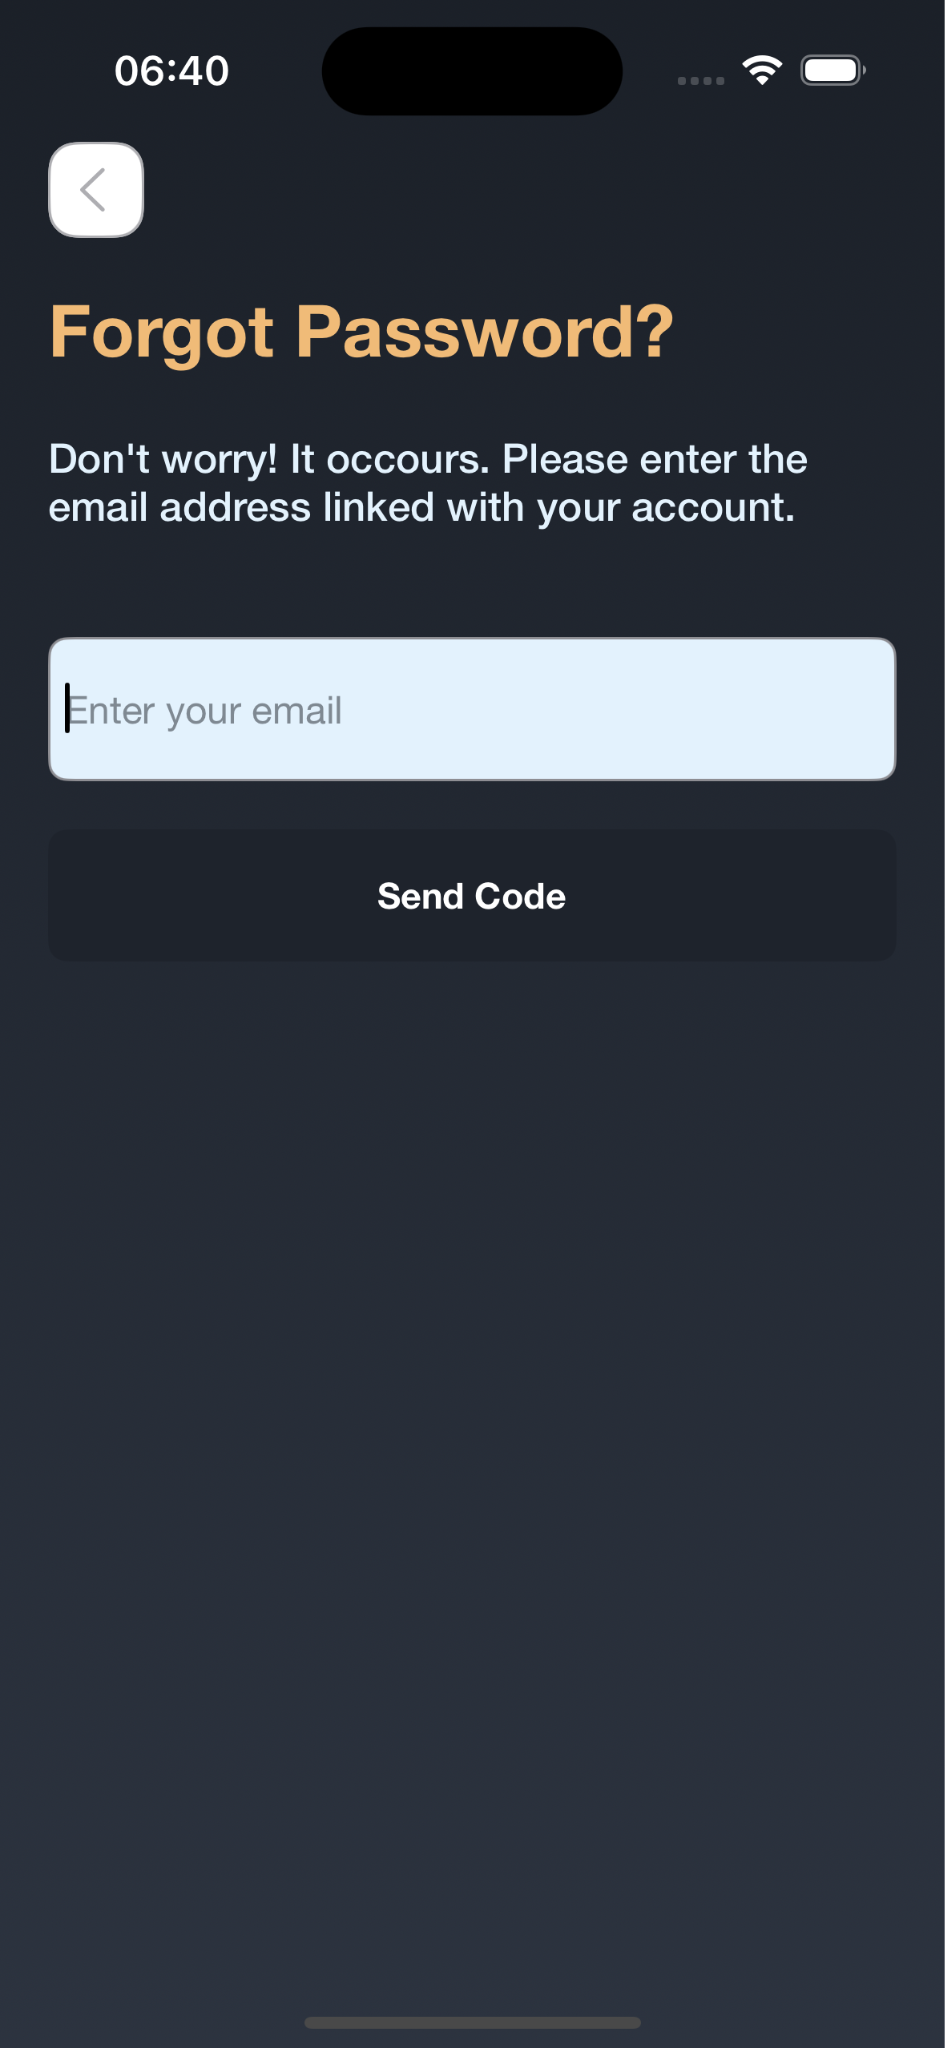 06:40
Forgot Password?
Don't worry! It occours. Please enter the
email address linked with your account.
Enter your email
Send Code